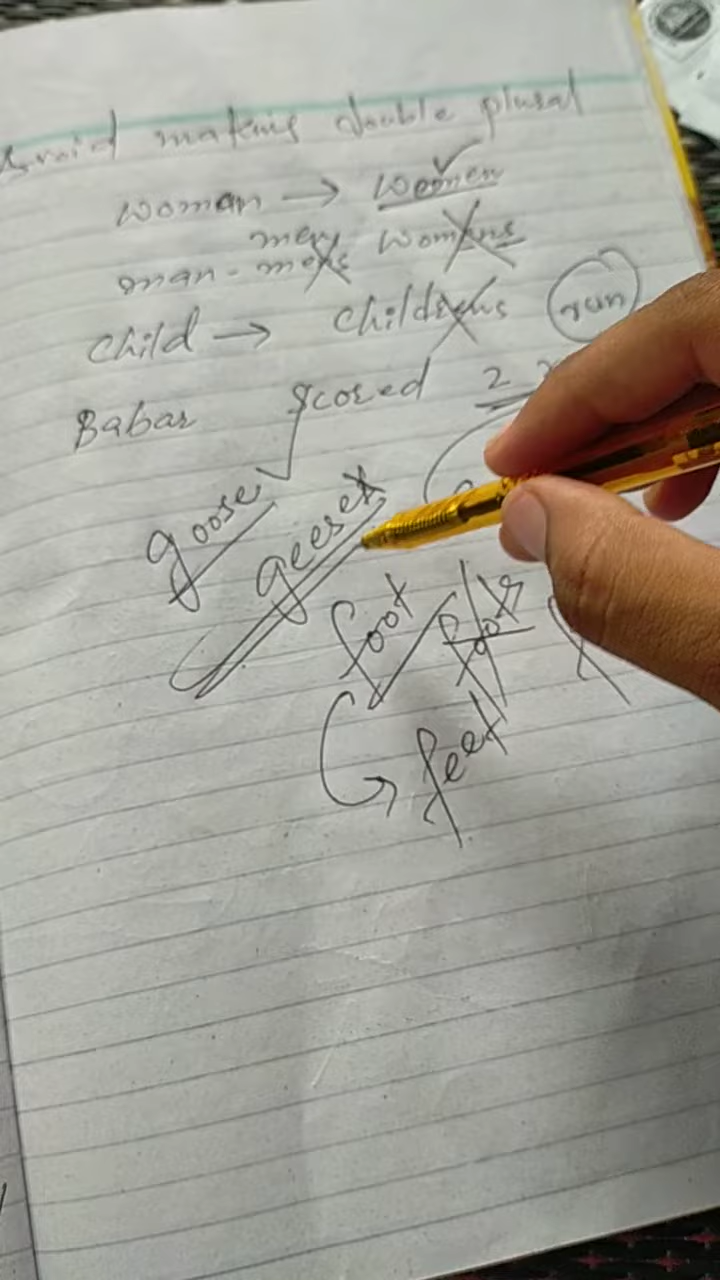 Avoid making double plural
woman → women
men womens
man - mens
child → childrens run
Babar scored 2
goose
geeses
foot foots
feet